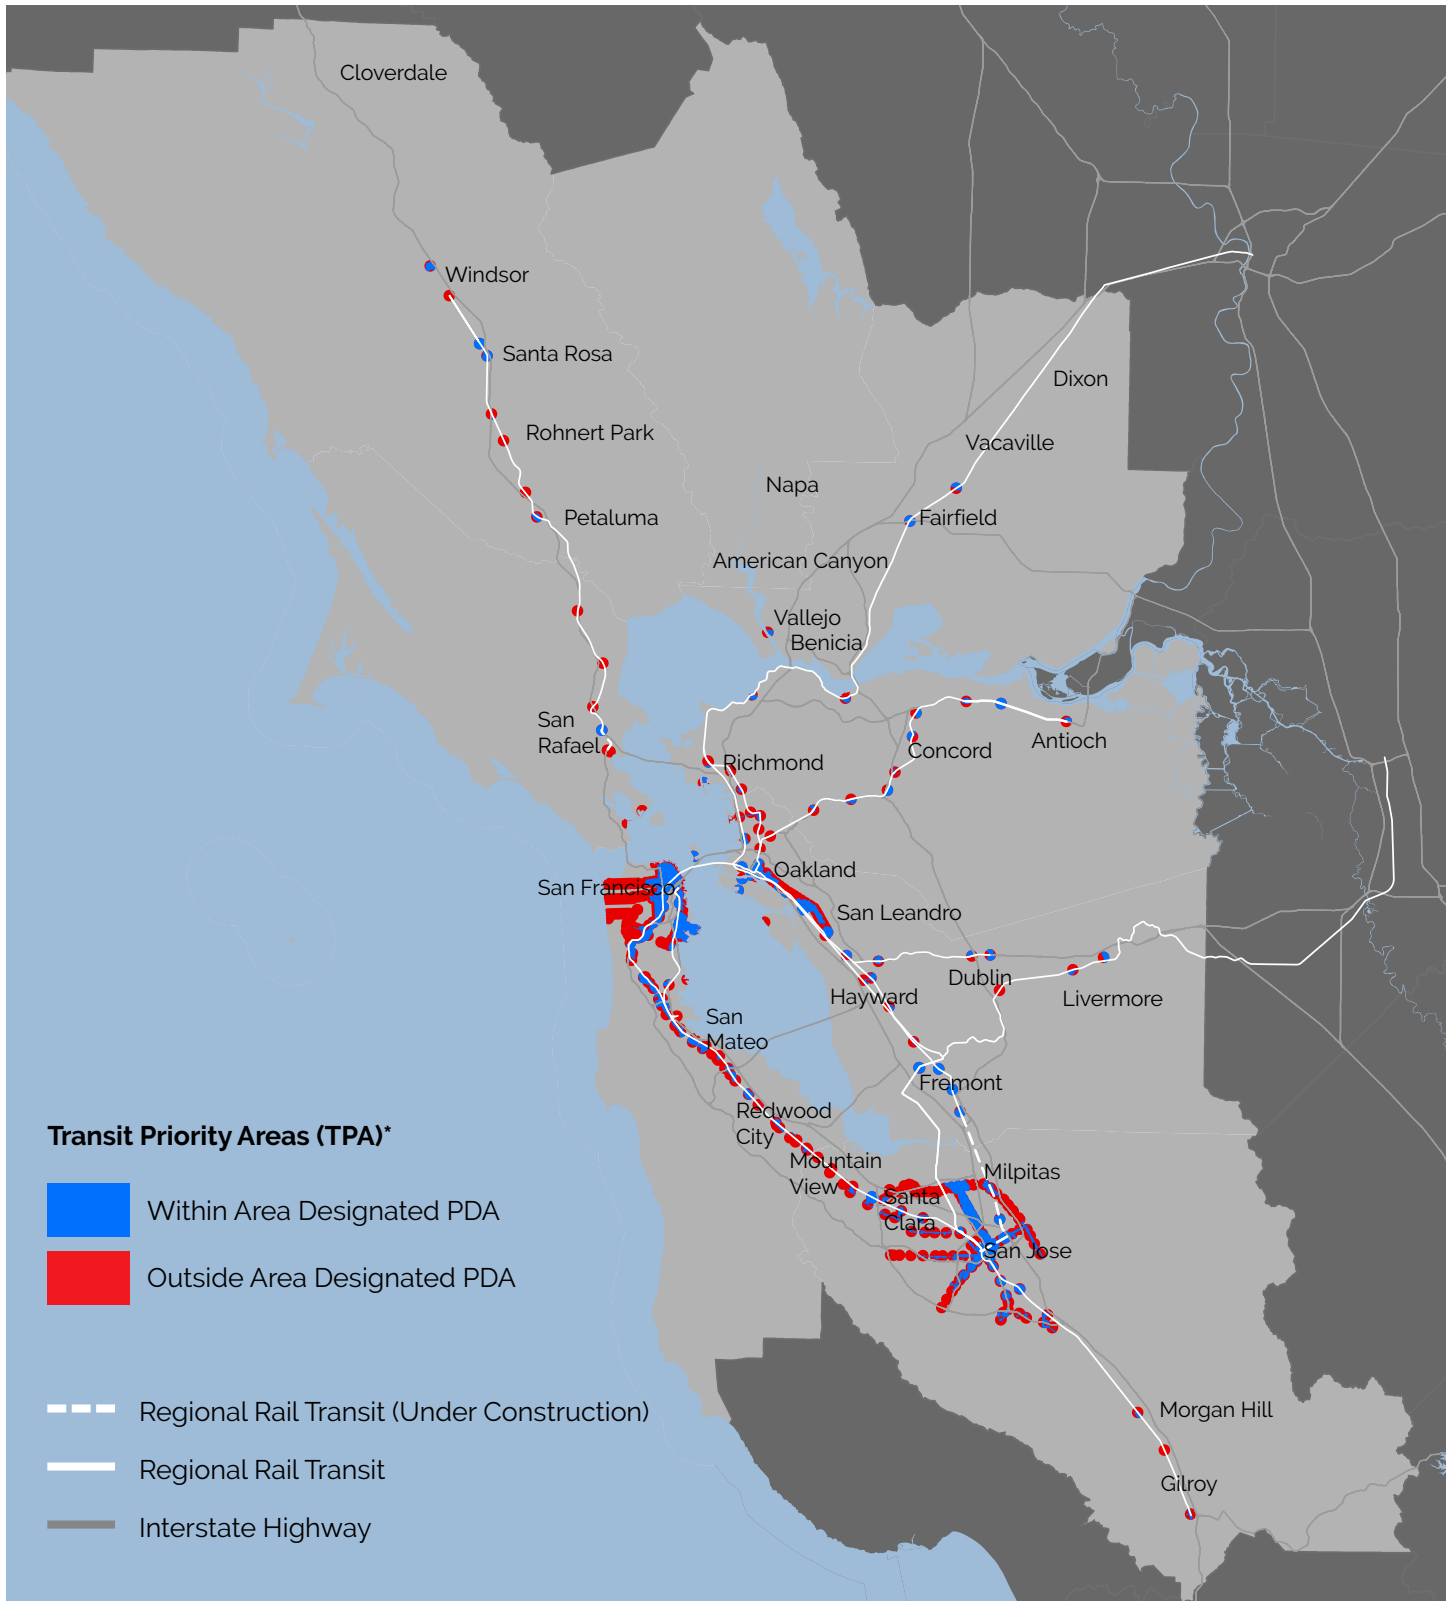 Cloverdale
Windsor
Santa Rosa
Dixon
Rohnert Park
Vacaville
Napa
Petaluma
Fairfield
American Canyon
Vallejo
Benicia
San
Rafael
Concord
Antioch
Richmond
Oakland
San Francisco
San Leandro
Dublin
Hayward
Livermore
San
Mateo
Fremont
Redwood
City
Mountain
View
Milpitas
Santa
Clara
San Jose
Morgan Hill
Gilroy
Transit Priority Areas (TPA)*
Within Area Designated PDA
Outside Area Designated PDA
Regional Rail Transit (Under Construction)
Regional Rail Transit
Interstate Highway